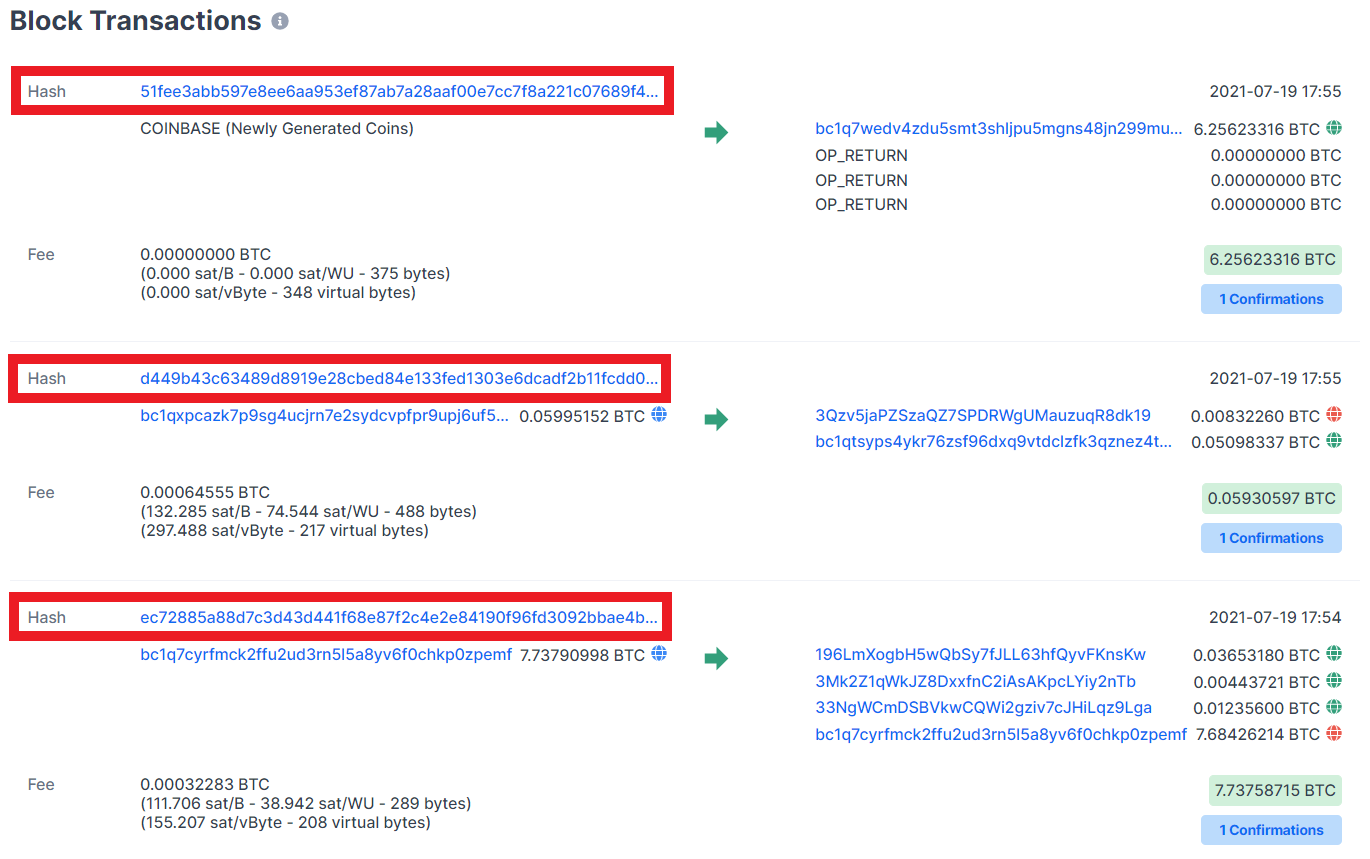 Block Transactions
Hash 51fee3abb597e8ee6aa953ef87ab7a28aaf00e7cc7f8a221c07689f4... 2021-07-19 17:55
COINBASE (Newly Generated Coins) bc1q7wedv4zdu5smt3shljpu5mgns48jn299mu... 6.25623316 BTC
OP_RETURN 0.00000000 BTC
OP_RETURN 0.00000000 BTC
OP_RETURN 0.00000000 BTC
Fee 0.00000000 BTC 6.25623316 BTC
(0.000 sat/B - 0.000 sat/WU - 375 bytes)
(0.000 sat/vByte - 348 virtual bytes) 1 Confirmations
Hash d449b43c63489d8919e28cbed84e133fed1303e6dcadf2b11fcdd0... 2021-07-19 17:55
bc1qxpcazk7p9sg4ucjrn7e2sydcvpfpr9upj6uf5... 0.05995152 BTC 3Qzv5jaPZSzaQZ7SPDRWgUMauzuqR8dk19 0.00832260 BTC
bc1qtsyps4ykr76zsf96dxq9vtdclzfk3qznez4t... 0.05098337 BTC
Fee 0.00064555 BTC 0.05930597 BTC
(132.285 sat/B - 74.544 sat/WU - 488 bytes)
(297.488 sat/vByte - 217 virtual bytes) 1 Confirmations
Hash ec72885a88d7c3d43d441f68e87f2c4e2e84190f96fd3092bbae4b... 2021-07-19 17:54
bc1q7cyrfmck2ffu2ud3rn5l5a8yv6f0chkp0zpemf 7.73790998 BTC 196LmXogbH5wQbSy7fJLL63hfQyvFKnsKw 0.03653180 BTC
3Mk2Z1qWkJZ8DxxfnC2iAsAKpcLYiy2nTb 0.00443721 BTC
33NgWCmDSBVkwCQWi2gziv7cJHiLqz9Lga 0.01235600 BTC
bc1q7cyrfmck2ffu2ud3rn5l5a8yv6f0chkp0zpemf 7.68426214 BTC
Fee 0.00032283 BTC 7.73758715 BTC
(111.706 sat/B - 38.942 sat/WU - 289 bytes)
(155.207 sat/vByte - 208 virtual bytes) 1 Confirmations